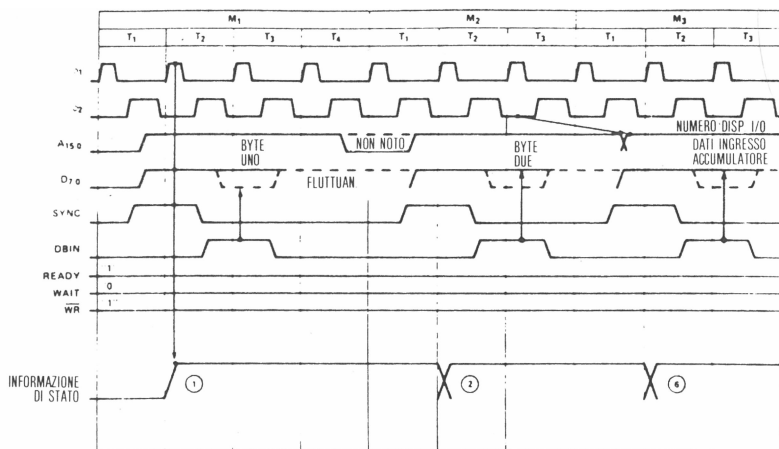 M1 M2 M3
T1 T2 T3 T4 T1 T2 T3 T1 T2 T3
A15 0
NON NOTO
NUMERO DISP I/O
BYTE UNO
BYTE DUE
DATI INGRESSO ACCUMULATORE
D7 0
FLUTTUAN
SYNC
DBIN
READY 1
WAIT 0
WR 1
INFORMAZIONE
DI STATO
1 2 6